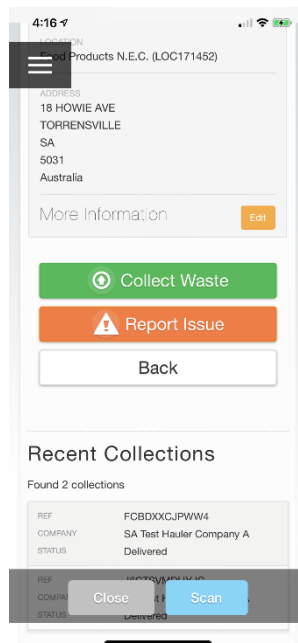 4:16
LOCATION
Food Products N.E.C. (LOC171452)
ADDRESS
18 HOWIE AVE
TORRENSVILLE
SA
5031
Australia
More Information
Edit
Collect Waste
Report Issue
Back
Recent Collections
Found 2 collections
REF FCBDXXCJPWW4
COMPANY SA Test Hauler Company A
STATUS Delivered
REF
Close Scan
STATUS Delivered